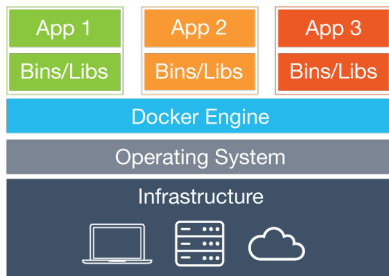 App 1
App 2
App 3
Bins/Libs
Bins/Libs
Bins/Libs
Docker Engine
Operating System
Infrastructure